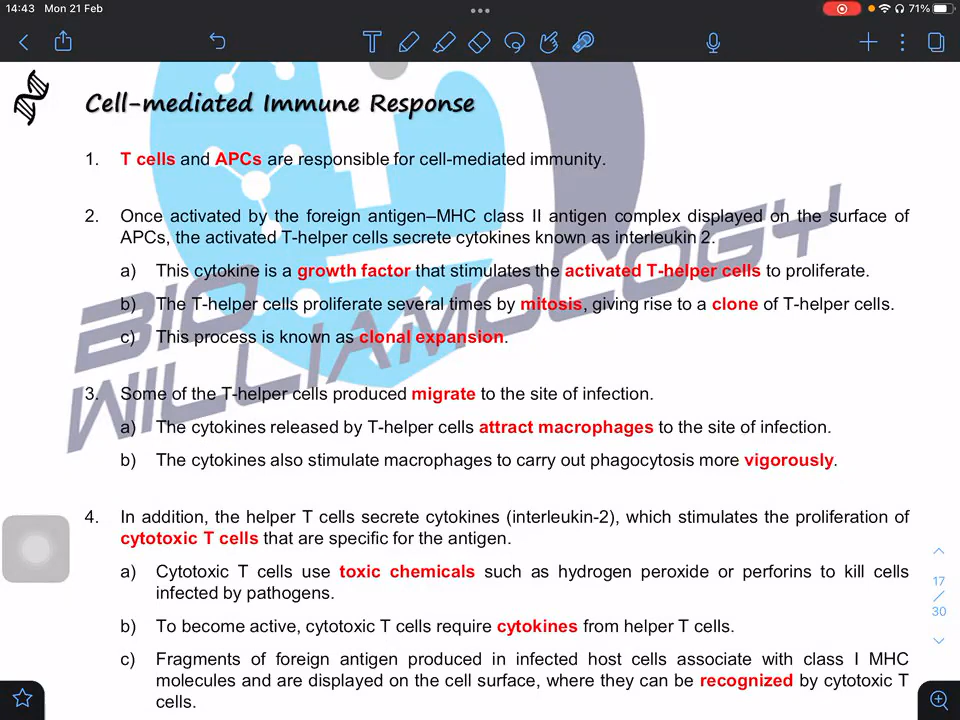 14:43 Mon 21 Feb
71%
Cell-mediated Immune Response
1. T cells and APCs are responsible for cell-mediated immunity.
2. Once activated by the foreign antigen–MHC class II antigen complex displayed on the surface of
APCs, the activated T-helper cells secrete cytokines known as interleukin 2.
a) This cytokine is a growth factor that stimulates the activated T-helper cells to proliferate.
b) The T-helper cells proliferate several times by mitosis, giving rise to a clone of T-helper cells.
c) This process is known as clonal expansion.
3. Some of the T-helper cells produced migrate to the site of infection.
a) The cytokines released by T-helper cells attract macrophages to the site of infection.
b) The cytokines also stimulate macrophages to carry out phagocytosis more vigorously.
4. In addition, the helper T cells secrete cytokines (interleukin-2), which stimulates the proliferation of
cytotoxic T cells that are specific for the antigen.
a) Cytotoxic T cells use toxic chemicals such as hydrogen peroxide or perforins to kill cells
infected by pathogens.
b) To become active, cytotoxic T cells require cytokines from helper T cells.
c) Fragments of foreign antigen produced in infected host cells associate with class I MHC
molecules and are displayed on the cell surface, where they can be recognized by cytotoxic T
cells.
BIO
WILLIAMOLOGY
17
/
30